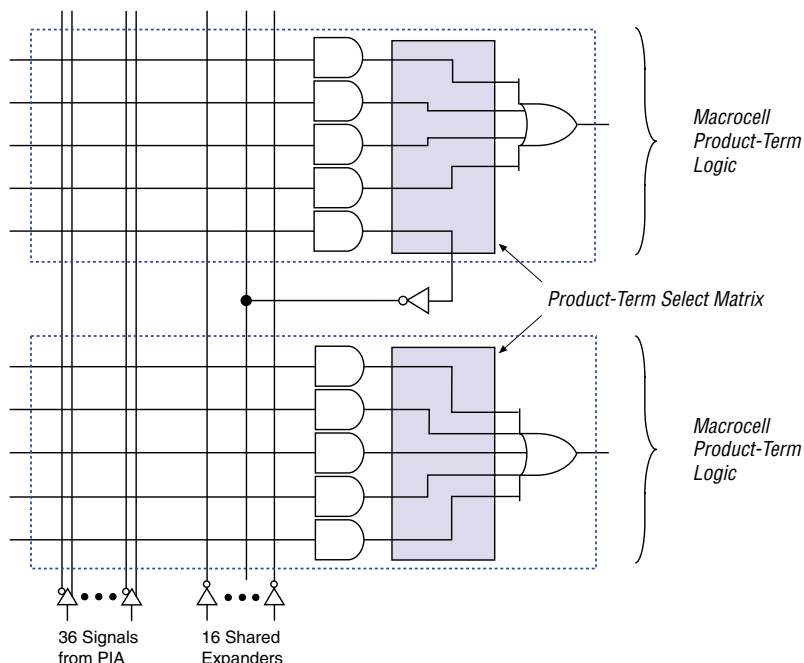 Macrocell
Product-Term
Logic
Product-Term Select Matrix
Macrocell
Product-Term
Logic
36 Signals
from PIA
16 Shared
Expanders